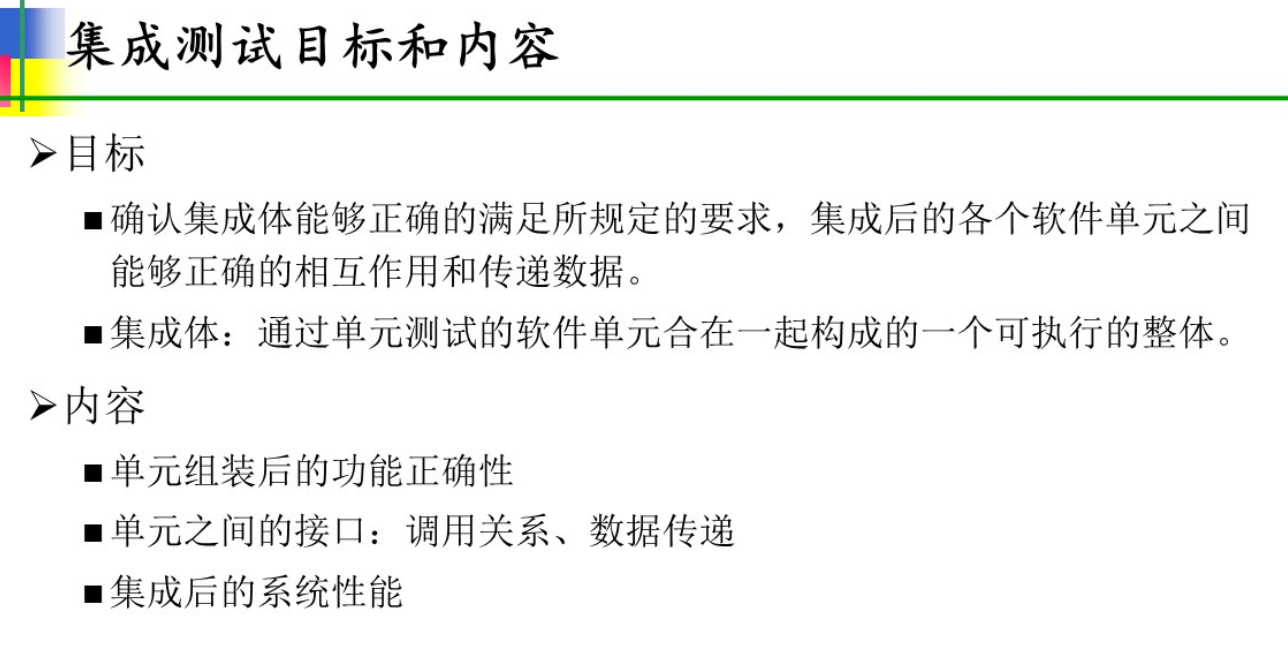 集成测试目标和内容
➢目标
■确认集成体能够正确的满足所规定的要求，集成后的各个软件单元之间
能够正确的相互作用和传递数据。
■集成体：通过单元测试的软件单元合在一起构成的一个可执行的整体。
➢内容
■单元组装后的功能正确性
■单元之间的接口：调用关系、数据传递
■集成后的系统性能